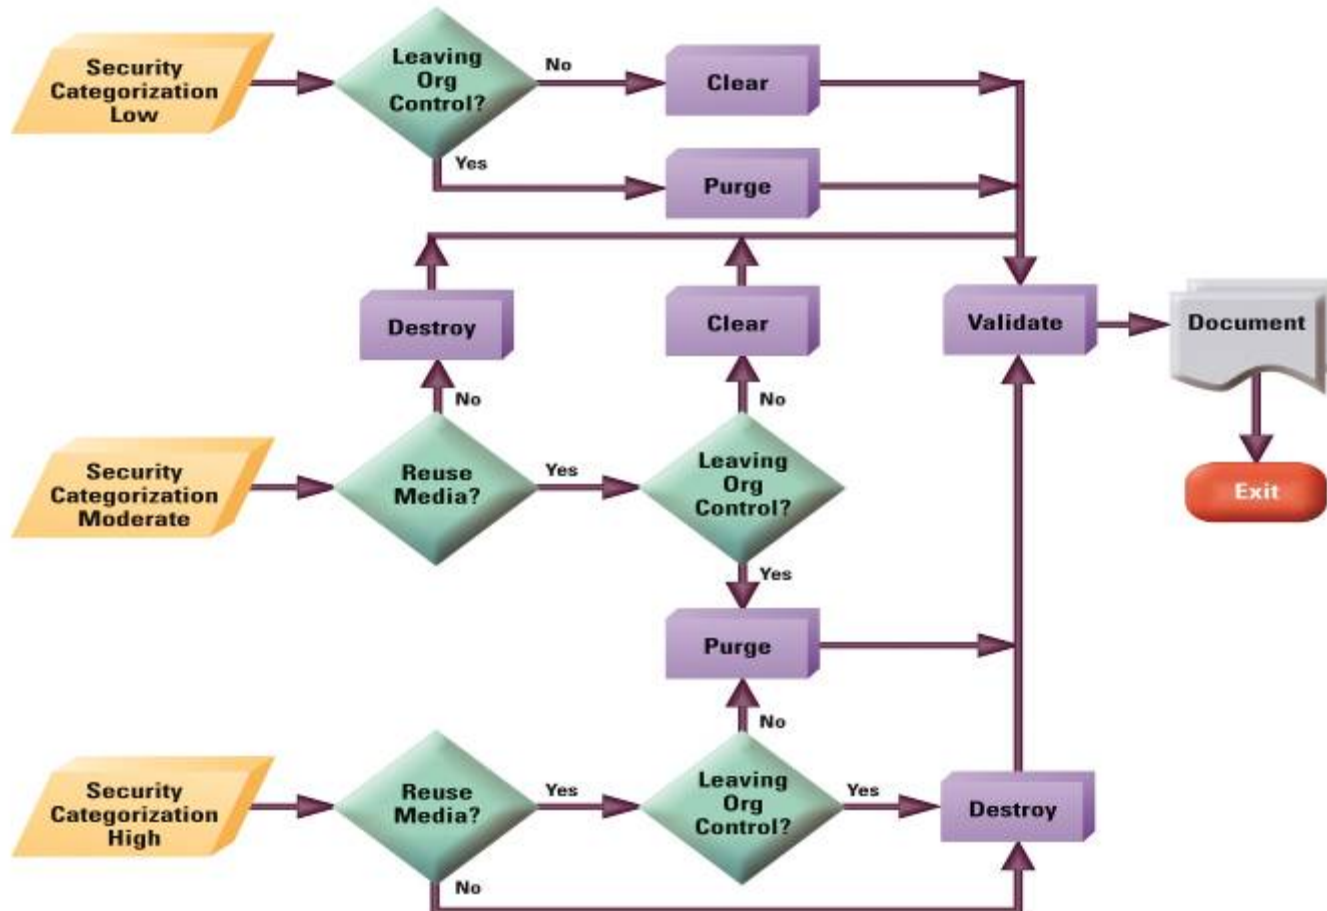 Security
Categorization
Low
Leaving
Org
Control?
No
Clear
Yes
Purge
Destroy
Clear
Validate
Document
No
No
Security
Categorization
Moderate
Reuse
Media?
Yes
Leaving
Org
Control?
Exit
Yes
Purge
No
Security
Categorization
High
Reuse
Media?
Yes
Leaving
Org
Control?
Yes
Destroy
No